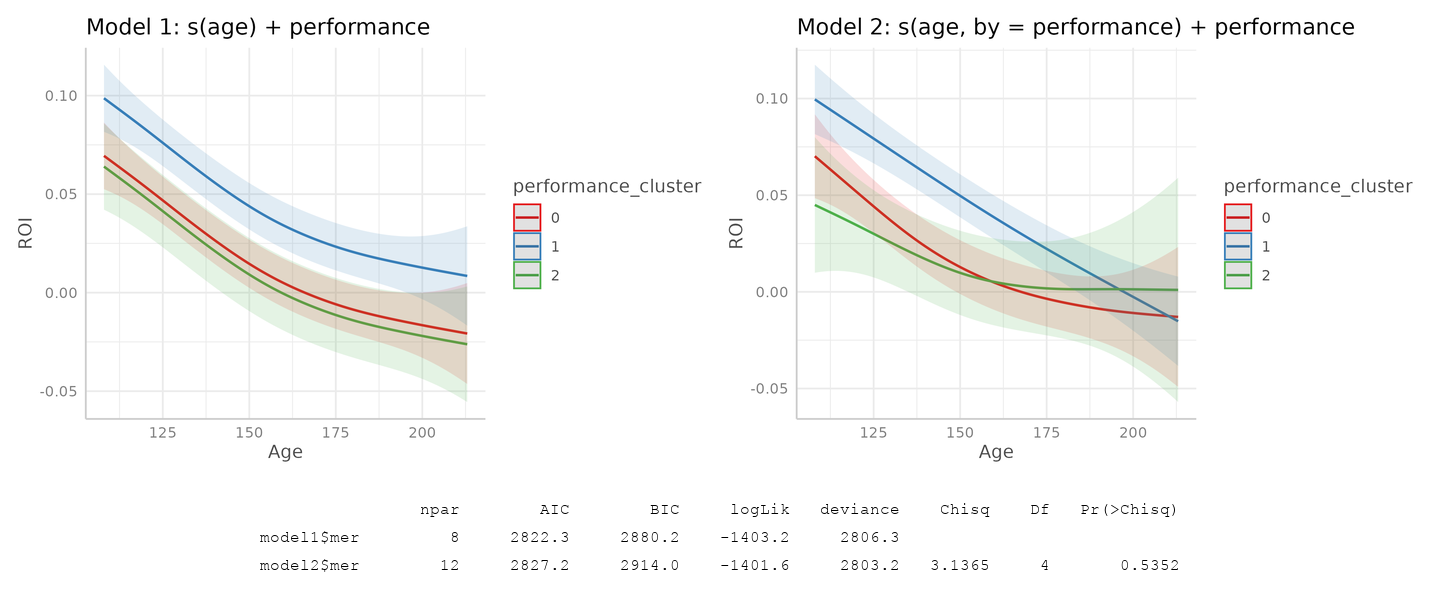 Model 1: s(age) + performance
ROI
0.10
0.05
0.00
-0.05
125 150 175 200
Age
performance_cluster
0
1
2
Model 2: s(age, by = performance) + performance
ROI
0.10
0.05
0.00
-0.05
125 150 175 200
Age
performance_cluster
0
1
2
npar AIC BIC logLik deviance Chisq Df Pr(>Chisq)
model1$mer 8 2822.3 2880.2 -1403.2 2806.3
model2$mer 12 2827.2 2914.0 -1401.6 2803.2 3.1365 4 0.5352